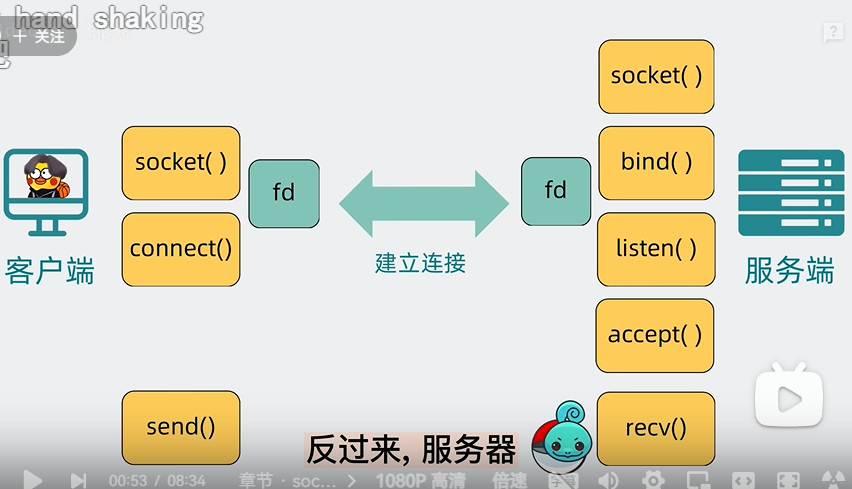 hand shaking
＋ 关注
socket( )
socket( )
fd
fd
bind( )
connect()
listen( )
建立连接
客户端
服务端
accept( )
send()
recv()
反过来, 服务器
00:53 / 08:34
章节 · soc...
1080P 高清
倍速
字幕